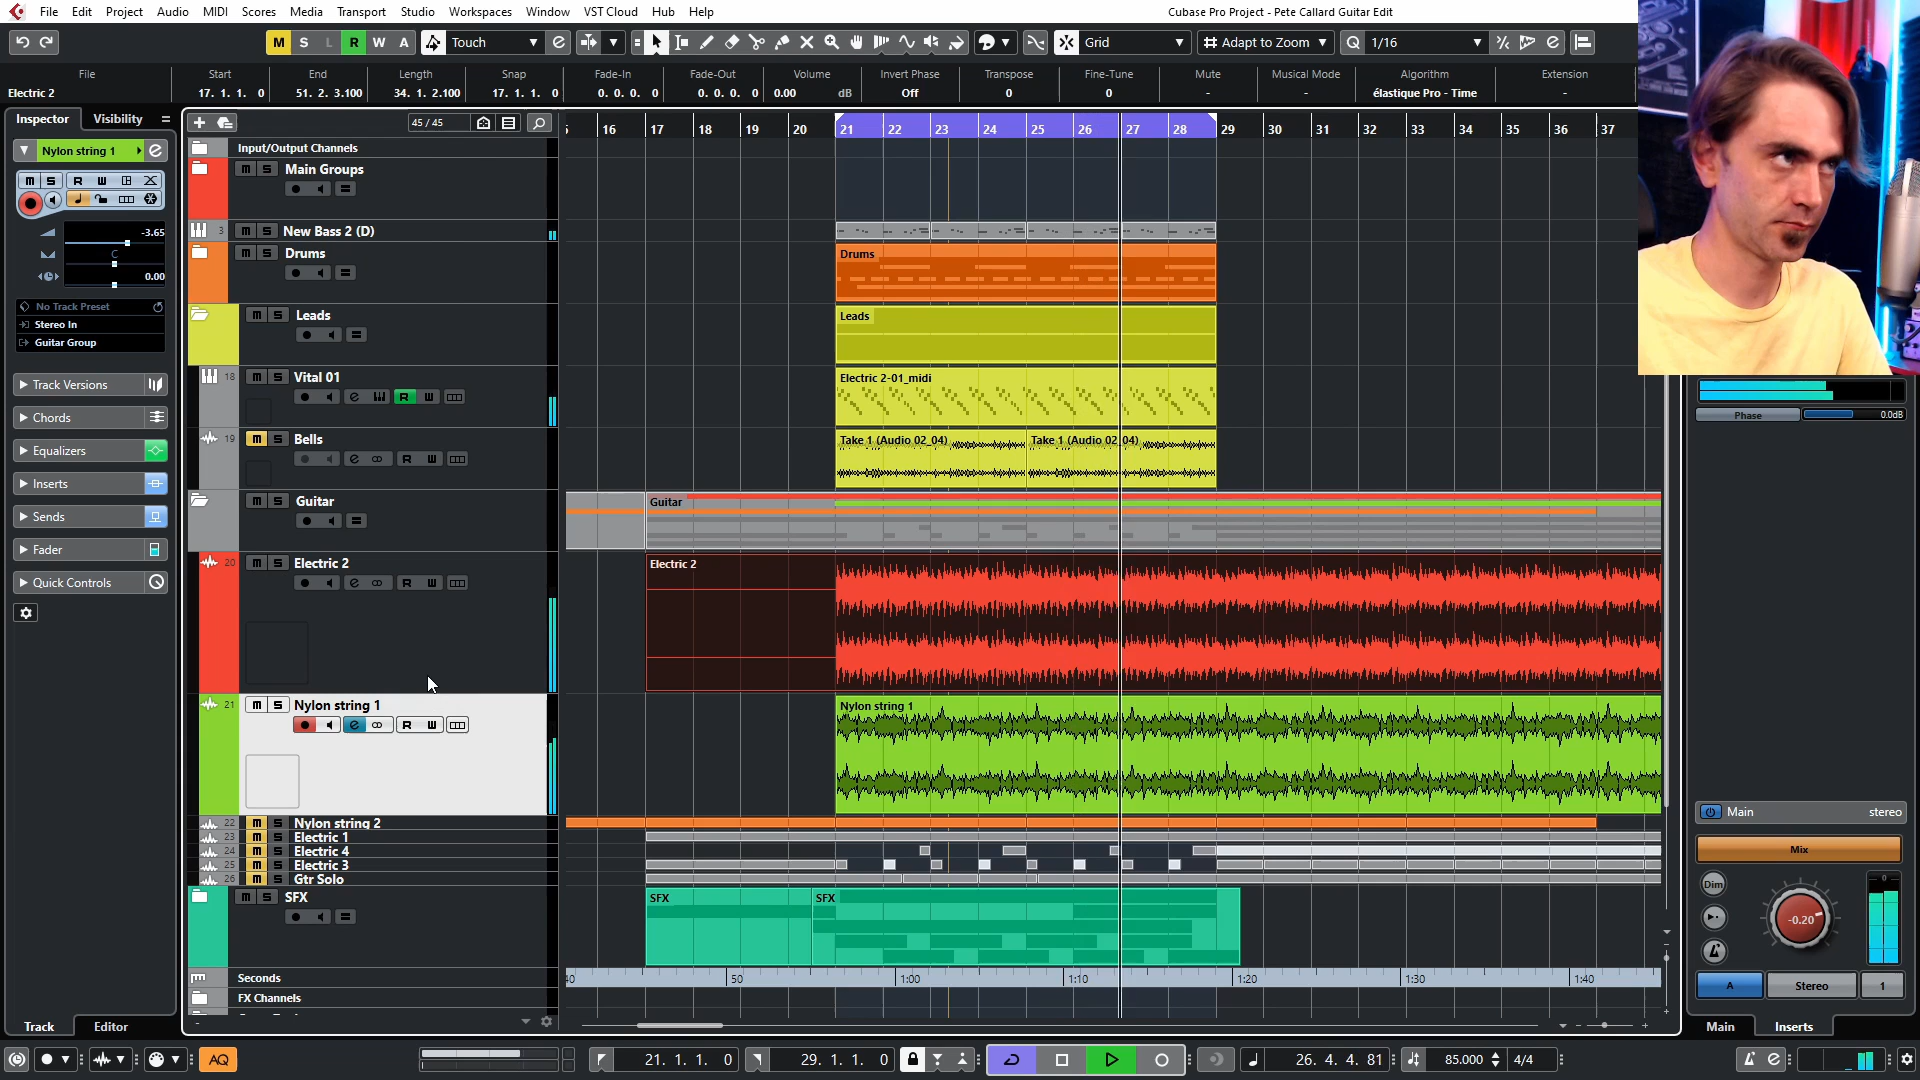 File Edit Project Audio MIDI Scores Media Transport Studio Workspaces Window VST Cloud Hub Help
Cubase Pro Project - Pete Callard Guitar Edit
M S L R W A Touch Grid Adapt to Zoom 1/16
File Start End Length Snap Fade-In Fade-Out Volume Invert Phase Transpose Fine-Tune Mute Musical Mode Algorithm Extension
Electric 2 17. 1. 1. 0 51. 2. 3.100 34. 1. 2.100 17. 1. 1. 0 0. 0. 0. 0 0. 0. 0. 0 0.00 dB Off 0 0 - - élastique Pro - Time -
Inspector Visibility
45 / 45
16 17 18 19 20 21 22 23 24 25 26 27 28 29 30 31 32 33 34 35 36 37
Nylon string 1
m S R W
-3.65
C
0.00
No Track Preset
Stereo In
Guitar Group
Track Versions
Chords
Equalizers
Inserts
Sends
Fader
Quick Controls
Track Editor
Input/Output Channels
m S Main Groups
3 m S New Bass 2 (D)
m S Drums
Drums
m S Leads
Leads
18 m S Vital 01
R W
Electric 2-01_midi
19 m S Bells
R W
Take 1 (Audio 02_04) Take 1 (Audio 02_04)
m S Guitar
Guitar
20 m S Electric 2
R W
Electric 2
21 m S Nylon string 1
R W
Nylon string 1
22 m S Nylon string 2
23 m S Electric 1
24 m S Electric 4
25 m S Electric 3
26 m S Gtr Solo
m S SFX
SFX SFX
Seconds
40 50 1:00 1:10 1:20 1:30 1:40
FX Channels
Phase 0.0dB
Main stereo
Mix
Dim
0
-0.20
A Stereo 1
Main Inserts
AQ
21. 1. 1. 0 29. 1. 1. 0 26. 4. 4. 81 85.000 4/4